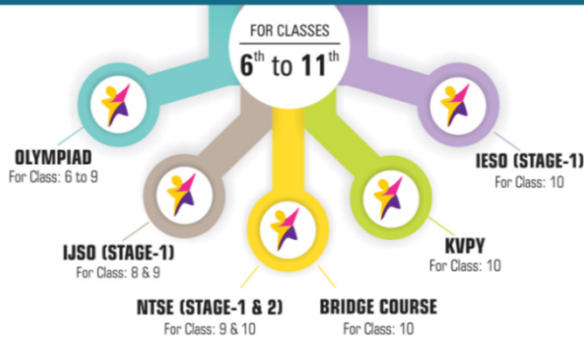 FOR CLASSES
6th to 11th
OLYMPIAD
For Class: 6 to 9
IESO (STAGE-1)
For Class: 10
IJSO (STAGE-1)
For Class: 8 & 9
KVPY
For Class: 10
NTSE (STAGE-1 & 2)
For Class: 9 & 10
BRIDGE COURSE
For Class: 10